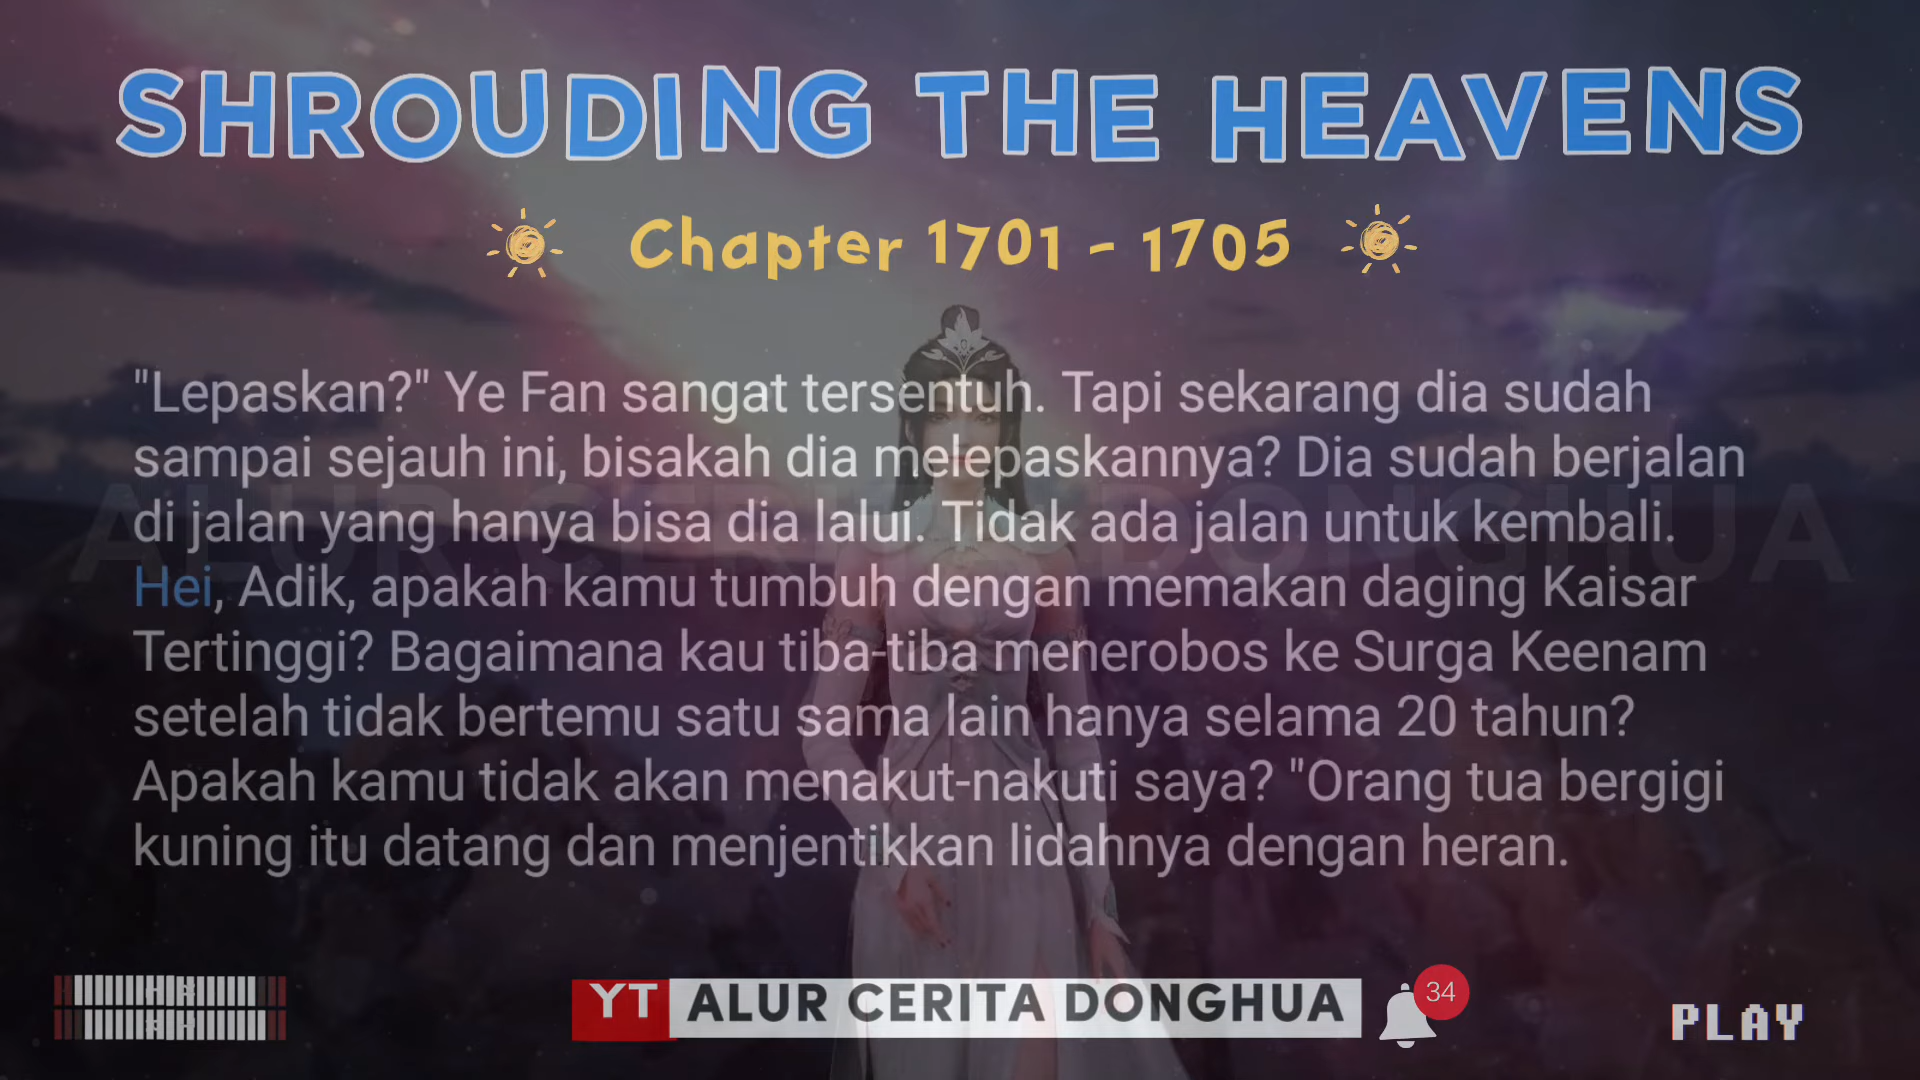 SHROUDING THE HEAVENS
Chapter 1701 - 1705
"Lepaskan?" Ye Fan sangat tersentuh. Tapi sekarang dia sudah
sampai sejauh ini, bisakah dia melepaskannya? Dia sudah berjalan
di jalan yang hanya bisa dia lalui. Tidak ada jalan untuk kembali.
Hei, Adik, apakah kamu tumbuh dengan memakan daging Kaisar
Tertinggi? Bagaimana kau tiba-tiba menerobos ke Surga Keenam
setelah tidak bertemu satu sama lain hanya selama 20 tahun?
Apakah kamu tidak akan menakut-nakuti saya? "Orang tua bergigi
kuning itu datang dan menjentikkan lidahnya dengan heran.
ALUR CERITA DONGHUA
YT ALUR CERITA DONGHUA
34
PLAY